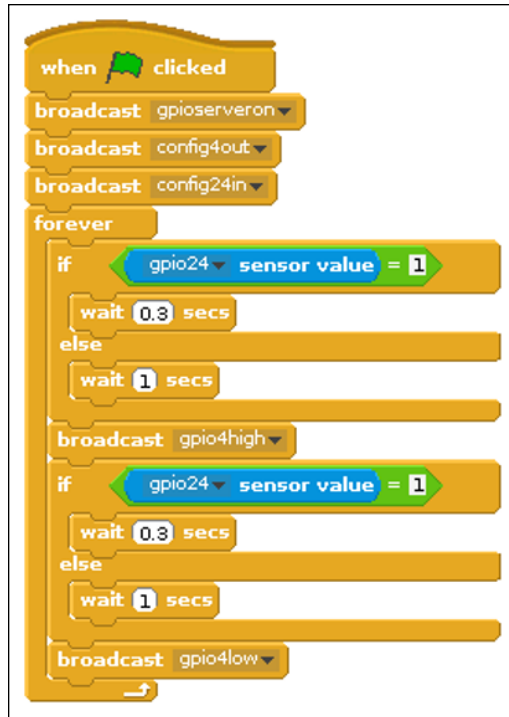 when clicked
broadcast gpioserveron
broadcast config4out
broadcast config24in
forever
if gpio24 sensor value = 1
wait 0.3 secs
else
wait 1 secs
broadcast gpio4high
if gpio24 sensor value = 1
wait 0.3 secs
else
wait 1 secs
broadcast gpio4low